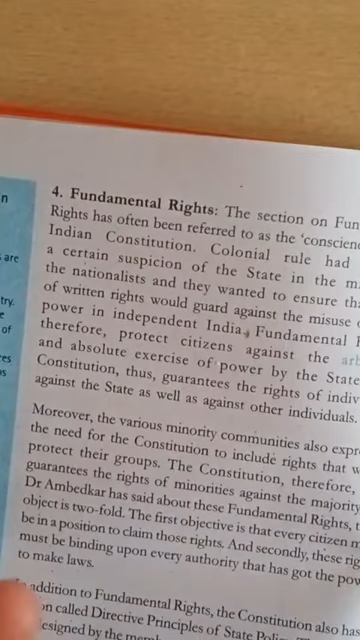 n
are
try.
e
of
4. Fundamental Rights: The section on Fun
Rights has often been referred to as the ‘conscien
Indian Constitution. Colonial rule had
a certain suspicion of the State in the m
the nationalists and they wanted to ensure th
of written rights would guard against the misuse
power in independent India. Fundamental
therefore, protect citizens against the arb
and absolute exercise of power by the State
Constitution, thus, guarantees the rights of indiv
against the State as well as against other individuals.
Moreover, the various minority communities also expr
the need for the Constitution to include rights that w
protect their groups. The Constitution, therefore,
guarantees the rights of minorities against the majority
Dr Ambedkar has said about these Fundamental Rights, t
object is two-fold. The first objective is that every citizen m
be in a position to claim those rights. And secondly, these rig
must be binding upon every authority that has got the pow
to make laws.
addition to Fundamental Rights, the Constitution also has
on called Directive Principles of State
esigned by the